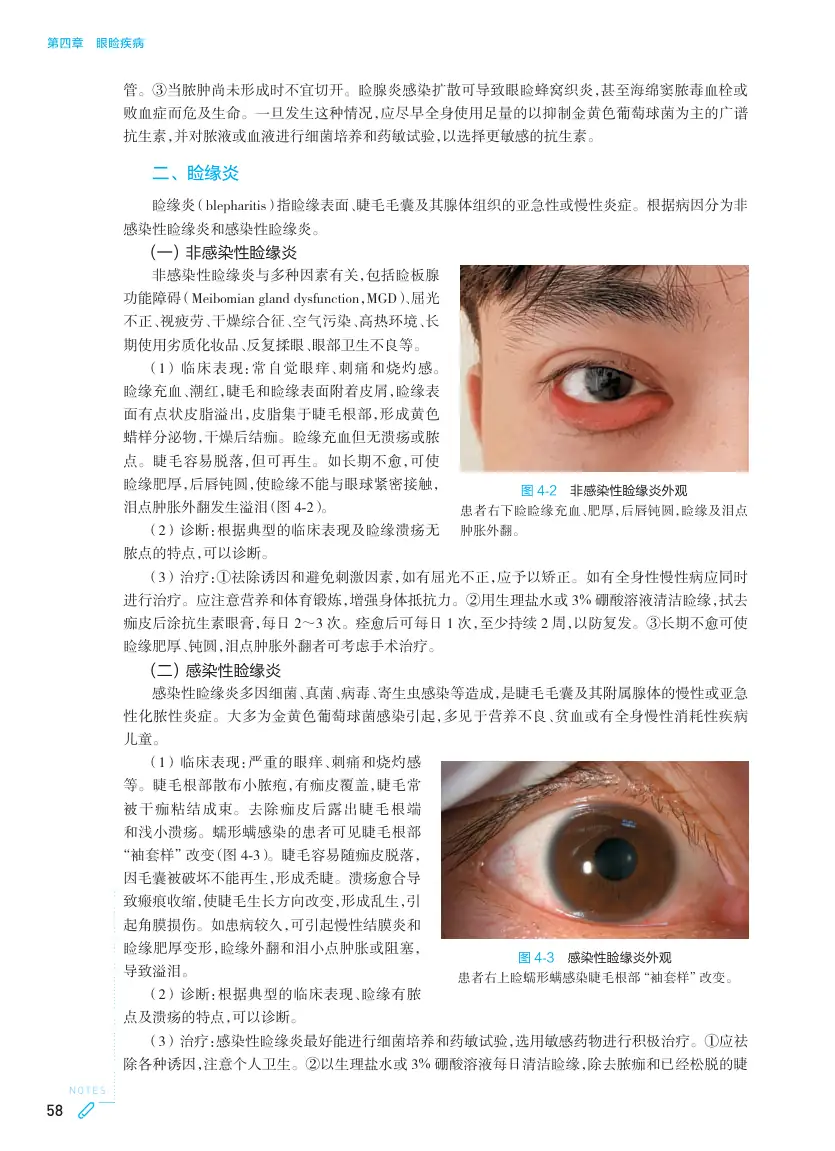 第四章 眼睑疾病
管。③当脓肿尚未形成时不宜切开。睑腺炎感染扩散可导致眼睑蜂窝织炎,甚至海绵窦脓毒血栓或
败血症而危及生命。一旦发生这种情况,应尽早全身使用足量的以抑制金黄色葡萄球菌为主的广谱
抗生素,并对脓液或血液进行细菌培养和药敏试验,以选择更敏感的抗生素。
二、睑缘炎
睑缘炎(blepharitis)指睑缘表面、睫毛毛囊及其腺体组织的亚急性或慢性炎症。根据病因分为非
感染性睑缘炎和感染性睑缘炎。
(一)非感染性睑缘炎
非感染性睑缘炎与多种因素有关,包括睑板腺
功能障碍(Meibomian gland dysfunction,MGD)、屈光
不正、视疲劳、干燥综合征、空气污染、高热环境、长
期使用劣质化妆品、反复揉眼、眼部卫生不良等。
(1)临床表现:常自觉眼痒、刺痛和烧灼感。
睑缘充血、潮红,睫毛和睑缘表面附着皮屑,睑缘表
面有点状皮脂溢出,皮脂集于睫毛根部,形成黄色
蜡样分泌物,干燥后结痂。睑缘充血但无溃疡或脓
点。睫毛容易脱落,但可再生。如长期不愈,可使
睑缘肥厚,后唇钝圆,使睑缘不能与眼球紧密接触,
泪点肿胀外翻发生溢泪(图 4-2)。
(2)诊断:根据典型的临床表现及睑缘溃疡无
脓点的特点,可以诊断。
图 4-2 非感染性睑缘炎外观
患者右下睑睑缘充血、肥厚,后唇钝圆,睑缘及泪点
肿胀外翻。
(3)治疗:①祛除诱因和避免刺激因素,如有屈光不正,应予以矫正。如有全身性慢性病应同时
进行治疗。应注意营养和体育锻炼,增强身体抵抗力。②用生理盐水或 3% 硼酸溶液清洁睑缘,拭去
痂皮后涂抗生素眼膏,每日 2～3 次。痊愈后可每日 1 次,至少持续 2 周,以防复发。③长期不愈可使
睑缘肥厚、钝圆,泪点肿胀外翻者可考虑手术治疗。
(二)感染性睑缘炎
感染性睑缘炎多因细菌、真菌、病毒、寄生虫感染等造成,是睫毛毛囊及其附属腺体的慢性或亚急
性化脓性炎症。大多为金黄色葡萄球菌感染引起,多见于营养不良、贫血或有全身慢性消耗性疾病
儿童。
(1)临床表现:严重的眼痒、刺痛和烧灼感
等。睫毛根部散布小脓疱,有痂皮覆盖,睫毛常
被干痂粘结成束。去除痂皮后露出睫毛根端
和浅小溃疡。蠕形螨感染的患者可见睫毛根部
“袖套样”改变(图 4-3)。睫毛容易随痂皮脱落,
因毛囊被破坏不能再生,形成秃睫。溃疡愈合导
致瘢痕收缩,使睫毛生长方向改变,形成乱生,引
起角膜损伤。如患病较久,可引起慢性结膜炎和
睑缘肥厚变形,睑缘外翻和泪小点肿胀或阻塞,
导致溢泪。
(2)诊断:根据典型的临床表现、睑缘有脓
点及溃疡的特点,可以诊断。
图 4-3 感染性睑缘炎外观
患者右上睑蠕形螨感染睫毛根部“袖套样”改变。
(3)治疗:感染性睑缘炎最好能进行细菌培养和药敏试验,选用敏感药物进行积极治疗。①应祛
除各种诱因,注意个人卫生。②以生理盐水或 3% 硼酸溶液每日清洁睑缘,除去脓痂和已经松脱的睫
NOTES
58